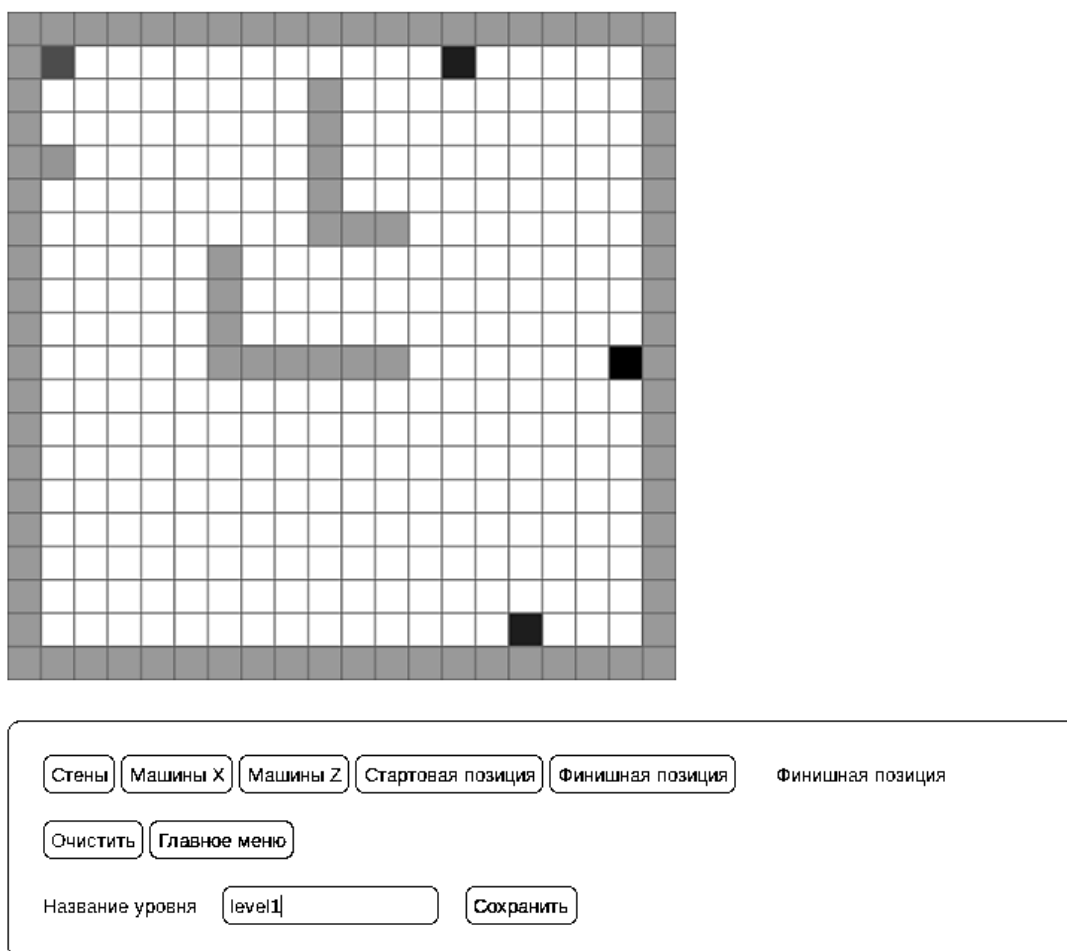 Стены Машины X Машины Z Стартовая позиция Финишная позиция Финишная позиция
Очистить Главное меню
Название уровня level1 Сохранить